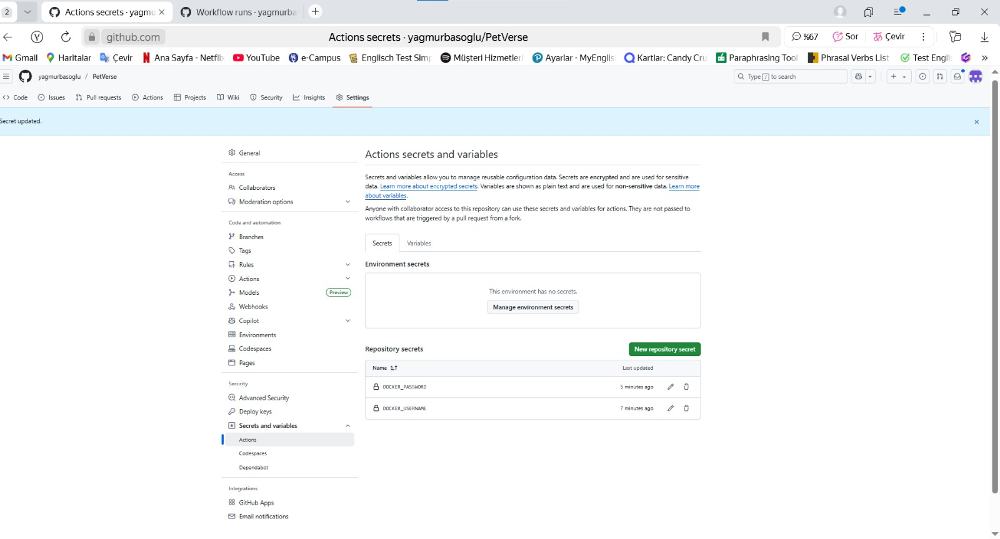 2
Actions secrets · yagmu
Workflow runs · yagmurba
github.com
Actions secrets · yagmurbasoglu/PetVerse
%67
Sor
Çevir
Gmail
Haritalar
Çevir
Ana Sayfa - Netflix
YouTube
e-Campus
Englisch Test Simp
Müşteri Hizmetleri
Ayarlar - MyEnglis
Kartlar: Candy Cru
Paraphrasing Tool
Phrasal Verbs List
Test Engli
»
yagmurbasoglu / PetVerse
Type / to search
Code
Issues
Pull requests
Actions
Projects
Wiki
Security
Insights
Settings
Secret updated.
General
Access
Collaborators
Moderation options
Code and automation
Branches
Tags
Rules
Actions
Models
Preview
Webhooks
Copilot
Environments
Codespaces
Pages
Security
Advanced Security
Deploy keys
Secrets and variables
Actions
Codespaces
Dependabot
Integrations
GitHub Apps
Email notifications
Actions secrets and variables
Secrets and variables allow you to manage reusable configuration data. Secrets are encrypted and are used for sensitive
data. Learn more about encrypted secrets. Variables are shown as plain text and are used for non-sensitive data. Learn more
about variables.
Anyone with collaborator access to this repository can use these secrets and variables for actions. They are not passed to
workflows that are triggered by a pull request from a fork.
Secrets
Variables
Environment secrets
This environment has no secrets.
Manage environment secrets
Repository secrets
New repository secret
Name
Last updated
DOCKER_PASSWORD
5 minutes ago
DOCKER_USERNAME
7 minutes ago